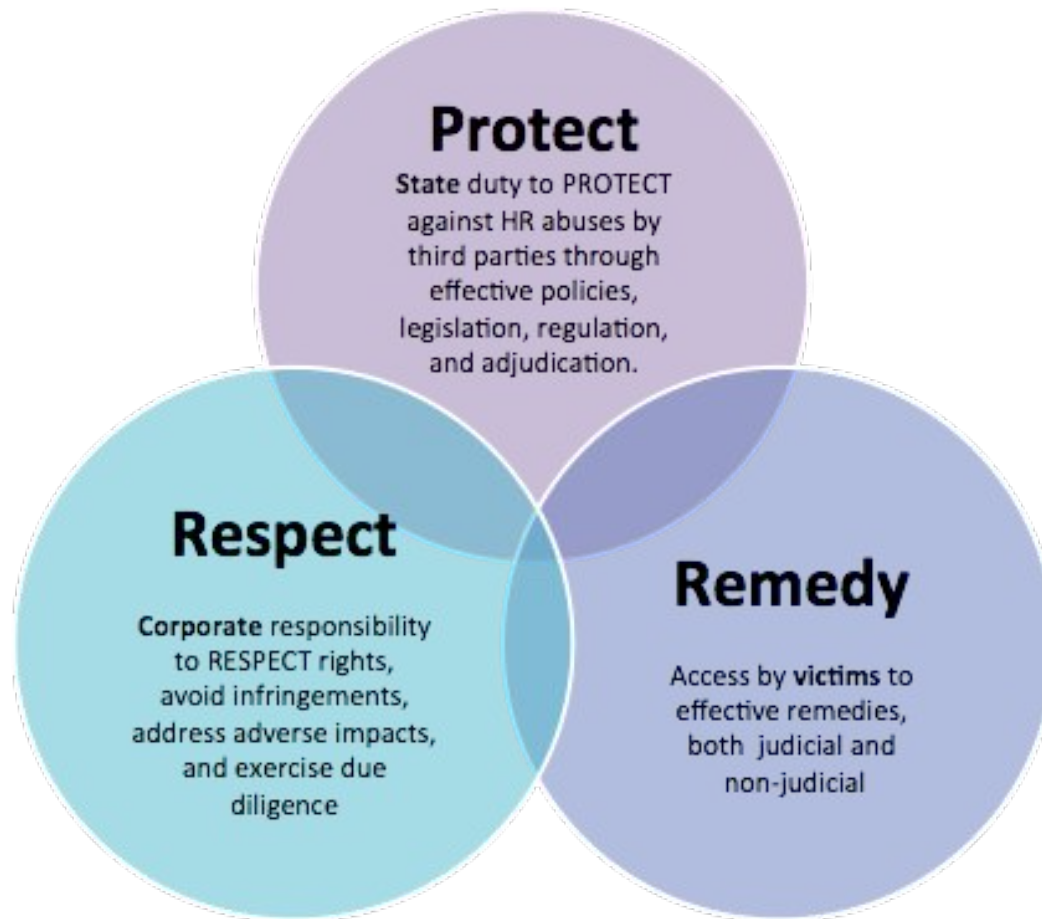 Protect
State duty to PROTECT
against HR abuses by
third parties through
effective policies,
legislation, regulation,
and adjudication.
Respect
Corporate responsibility
to RESPECT rights,
avoid infringements,
address adverse impacts,
and exercise due
diligence
Remedy
Access by victims to
effective remedies,
both judicial and
non-judicial